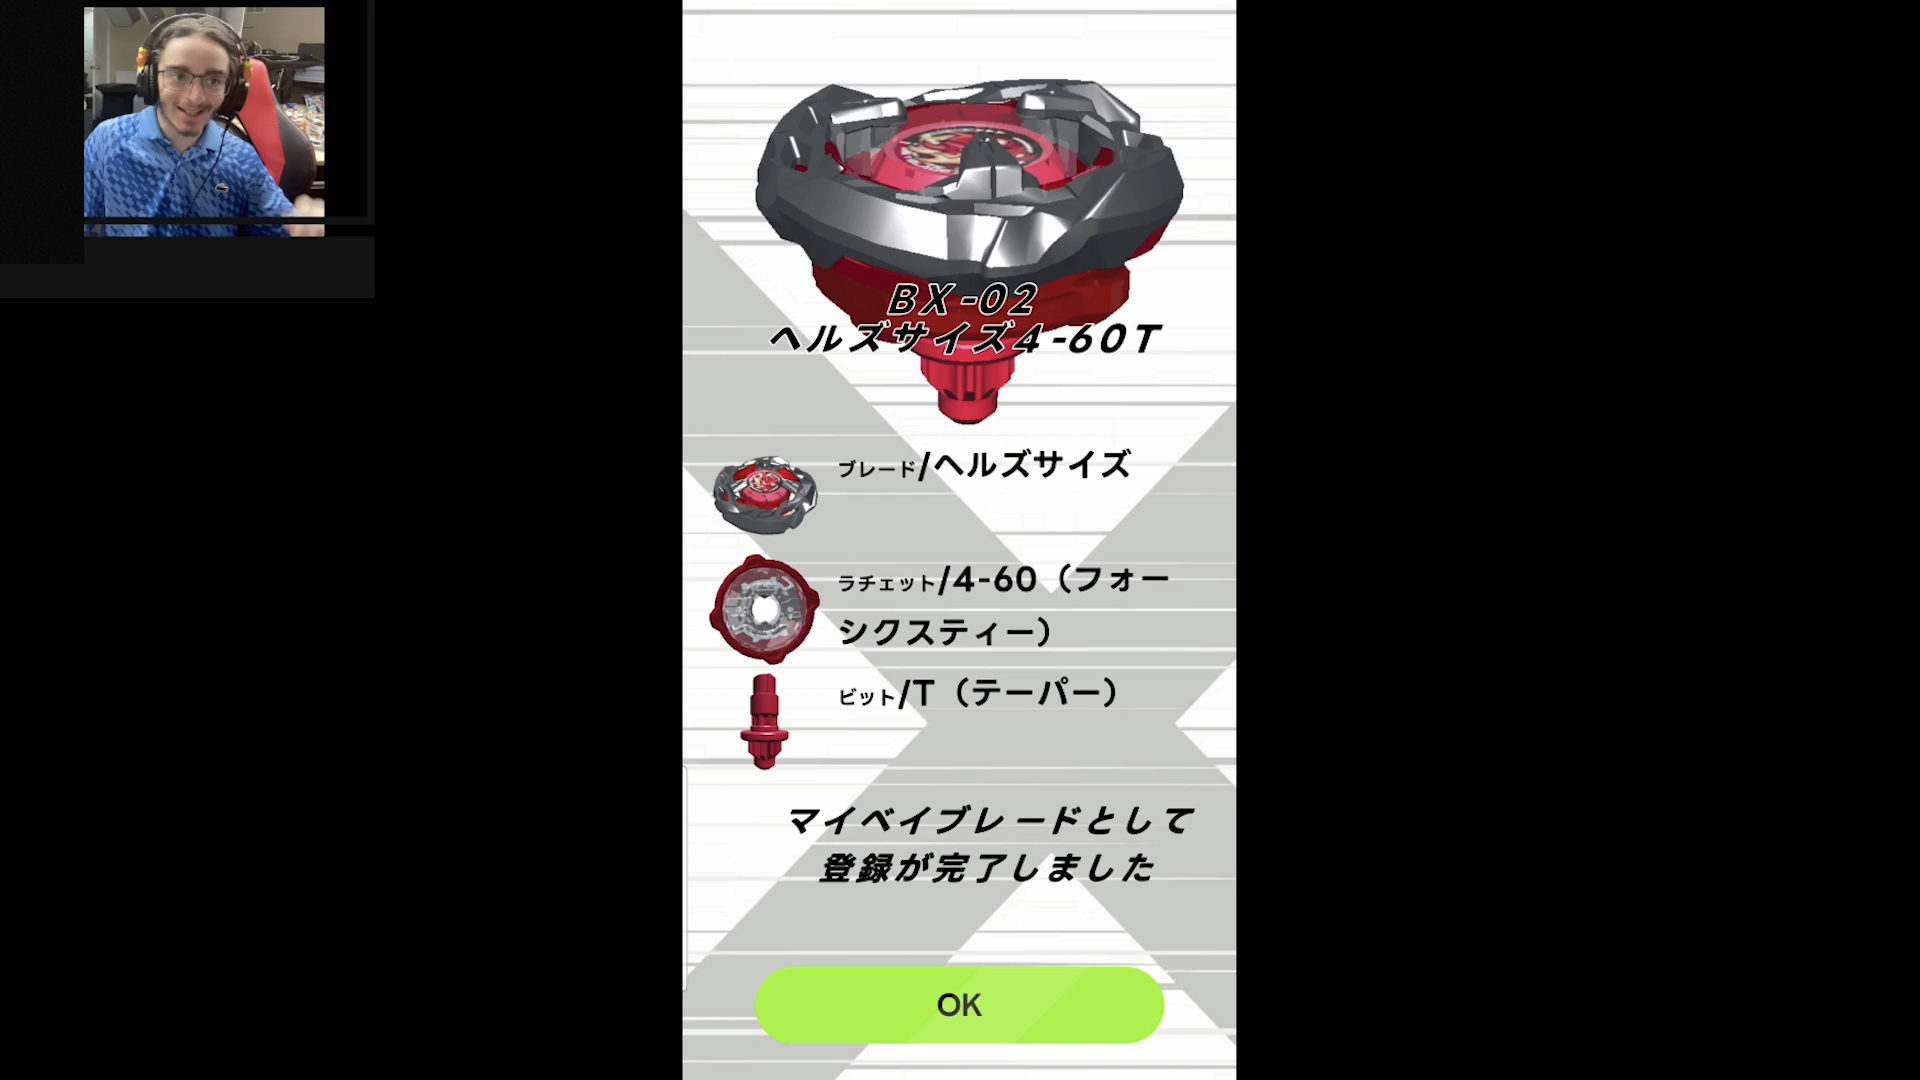 BX-02
ヘルズサイズ4-60T
ブレード/ヘルズサイズ
ラチェット/4-60（フォー
シクスティー）
ビット/T（テーパー）
マイベイブレードとして
登録が完了しました
OK